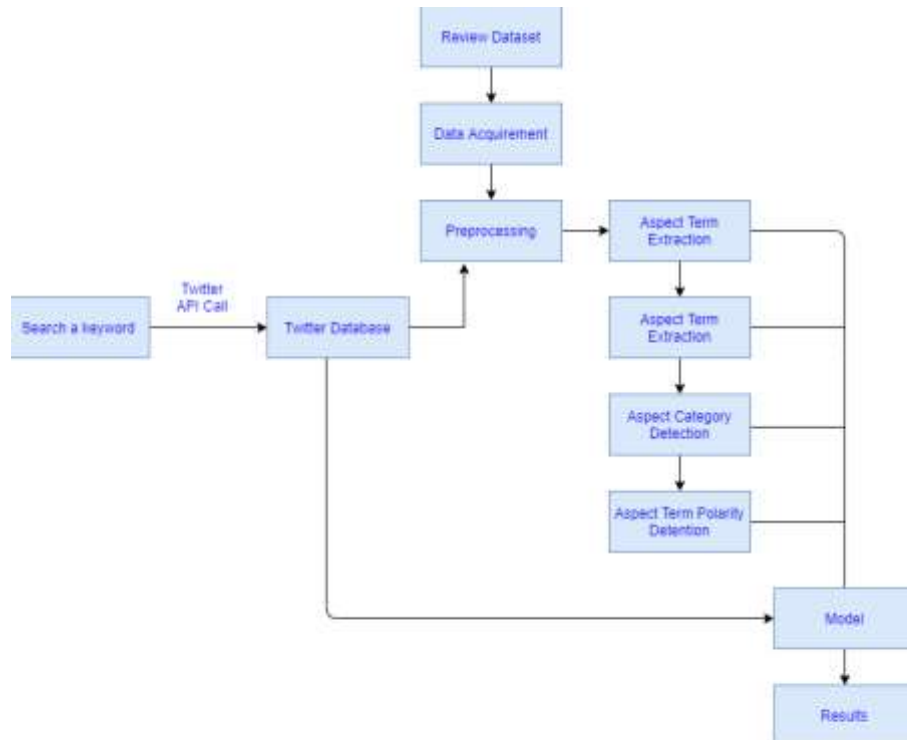 Review Dataset
Data Acquirement
Preprocessing
Aspect Term
Extraction
Twitter
API Call
Search a keyword
Twitter Database
Aspect Term
Extraction
Aspect Category
Detection
Aspect Term Polarity
Detention
Model
Results